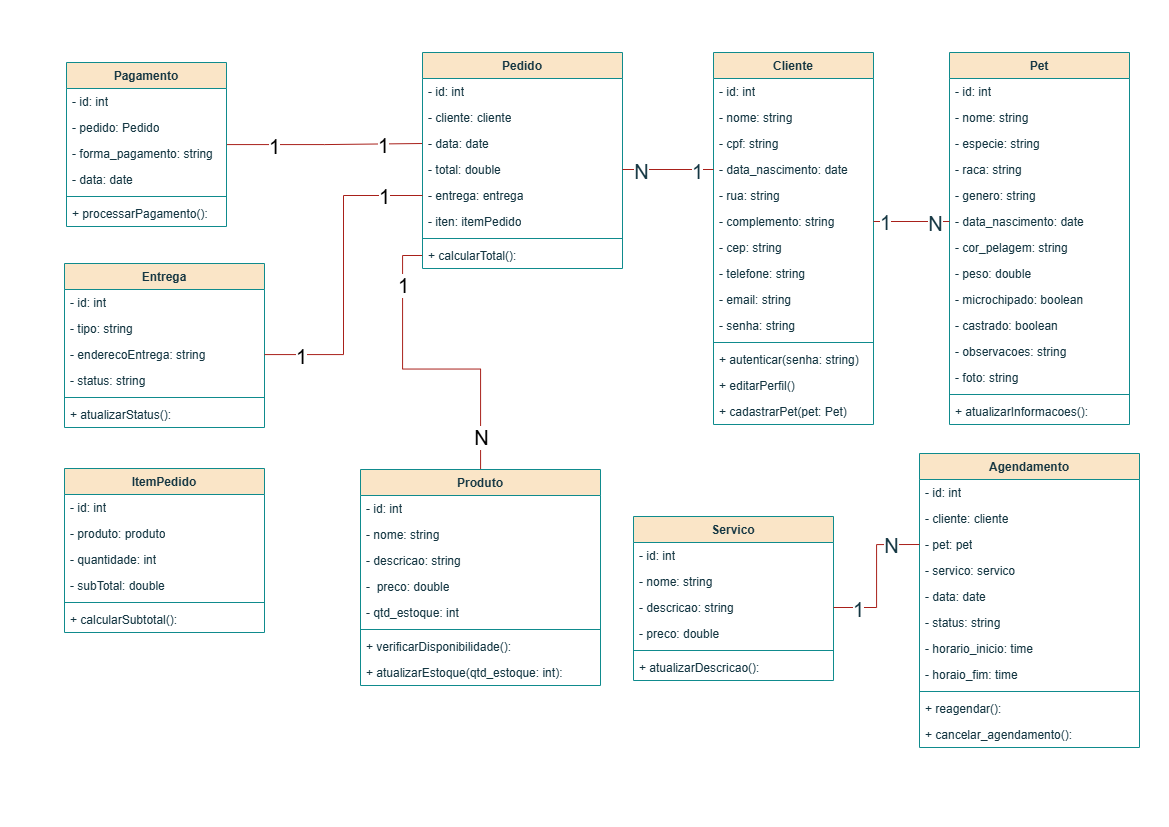 Pagamento
- id: int
- pedido: Pedido
- forma_pagamento: string
- data: date
+ processarPagamento():
1
1
Pedido
- id: int
- cliente: cliente
- data: date
- total: double
- entrega: entrega
- iten: itemPedido
+ calcularTotal():
N
1
Cliente
- id: int
- nome: string
- cpf: string
- data_nascimento: date
- rua: string
- complemento: string
- cep: string
- telefone: string
- email: string
- senha: string
+ autenticar(senha: string)
+ editarPerfil()
+ cadastrarPet(pet: Pet)
1
N
Pet
- id: int
- nome: string
- especie: string
- raca: string
- genero: string
- data_nascimento: date
- cor_pelagem: string
- peso: double
- microchipado: boolean
- castrado: boolean
- observacoes: string
- foto: string
+ atualizarInformacoes():
Entrega
- id: int
- tipo: string
- enderecoEntrega: string
- status: string
+ atualizarStatus():
1
1
1
N
ItemPedido
- id: int
- produto: produto
- quantidade: int
- subTotal: double
+ calcularSubtotal():
Produto
- id: int
- nome: string
- descricao: string
- preco: double
- qtd_estoque: int
+ verificarDisponibilidade():
+ atualizarEstoque(qtd_estoque: int):
Servico
- id: int
- nome: string
- descricao: string
- preco: double
+ atualizarDescricao():
1
N
Agendamento
- id: int
- cliente: cliente
- pet: pet
- servico: servico
- data: date
- status: string
- horario_inicio: time
- horaio_fim: time
+ reagendar():
+ cancelar_agendamento():